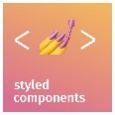 < 💅 >
styled
components